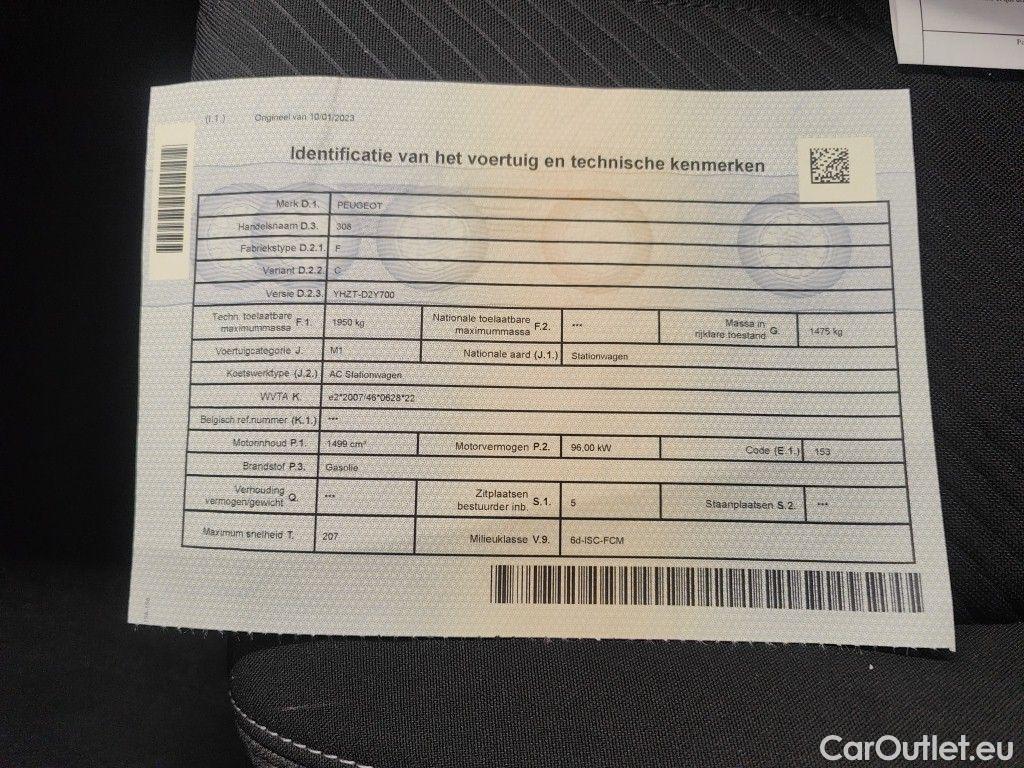 (I.1.) Origineel van 10/01/2023
Identificatie van het voertuig en technische kenmerken
Merk D.1. PEUGEOT
Handelsnaam D.3. 308
Fabriekstype D.2.1. F
Variant D.2.2. C
Versie D.2.3. YHZT-D2Y700
Techn. toelaatbare maximummassa F.1. 1950 kg Nationale toelaatbare maximummassa F.2. *** Massa in rijklare toestand G. 1475 kg
Voertuigcategorie J. M1 Nationale aard (J.1.) Stationwagen
Koetswerktype (J.2.) AC Stationwagen
WVTA K. e2*2007/46*0628*22
Belgisch ref.nummer (K.1.) ***
Motorinhoud P.1. 1499 cm³ Motorvermogen P.2. 96,00 kW Code (E.1.) 153
Brandstof P.3. Gasolie
Verhouding vermogen/gewicht Q. *** Zitplaatsen bestuurder inb. S.1. 5 Staanplaatsen S.2. ***
Maximum snelheid T. 207 Milieuklasse V.9. 6d-ISC-FCM
CarOutlet.eu